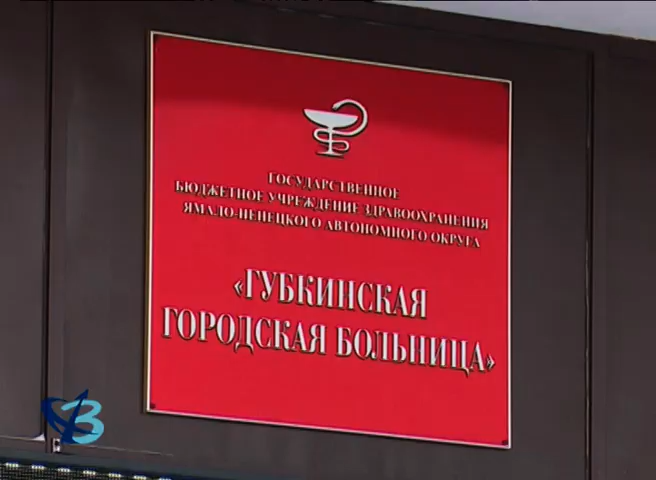 ГОСУДАРСТВЕННОЕ
БЮДЖЕТНОЕ УЧРЕЖДЕНИЕ ЗДРАВООХРАНЕНИЯ
ЯМАЛО-НЕНЕЦКОГО АВТОНОМНОГО ОКРУГА
«ГУБКИНСКАЯ
ГОРОДСКАЯ БОЛЬНИЦА»